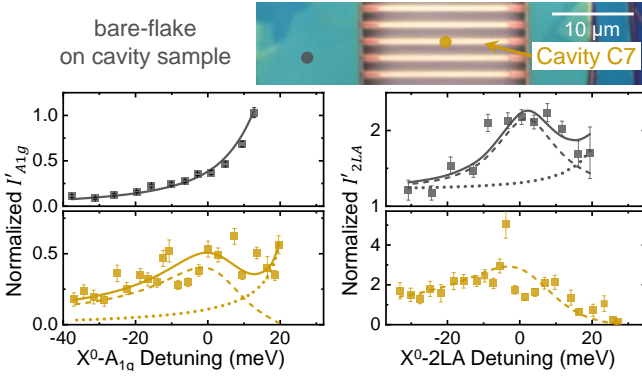 bare-flake
on cavity sample
10 µm
Cavity C7
Normalized I'A1g
1.0
0.5
0.0
0.5
0.0
-40 -20 0 20 40
X⁰-A₁g Detuning (meV)
Normalized I'2LA
2
1
4
2
0
-20 0 20
X⁰-2LA Detuning (meV)